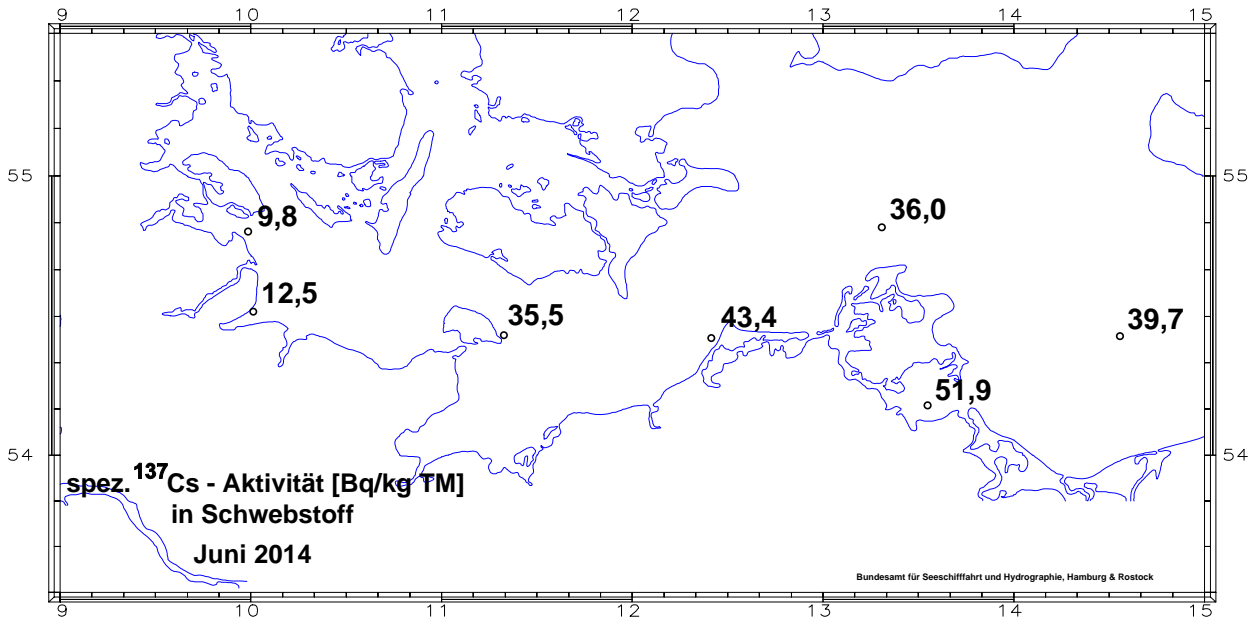 9 10 11 12 13 14 15
55 55
36,0
9,8
12,5
35,5
43,4
39,7
51,9
54 54
spez. ¹³⁷Cs - Aktivität [Bq/kg TM]
in Schwebstoff
Juni 2014
Bundesamt für Seeschifffahrt und Hydrographie, Hamburg & Rostock
9 10 11 12 13 14 15